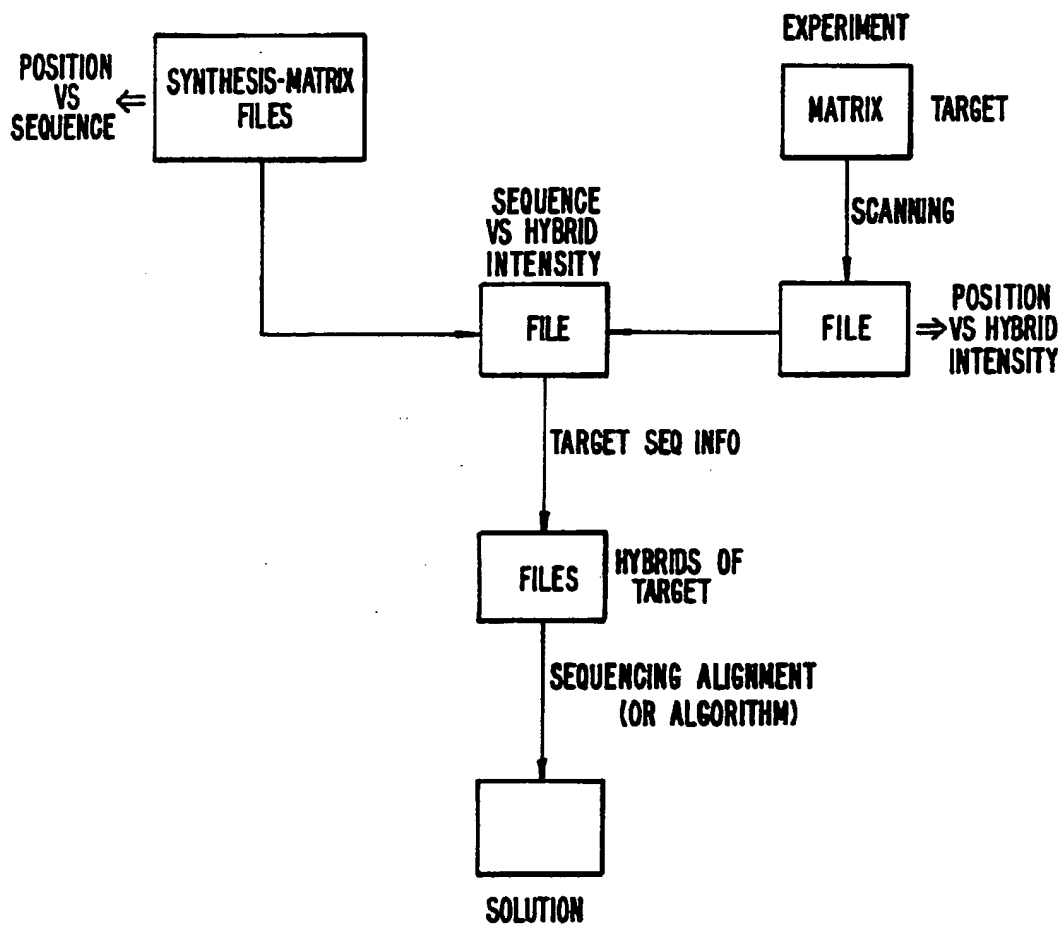 EXPERIMENT
POSITION
VS
SEQUENCE
⇐
SYNTHESIS-MATRIX
FILES
MATRIX
TARGET
SCANNING
SEQUENCE
VS HYBRID
INTENSITY
FILE
FILE
⇒
POSITION
VS HYBRID
INTENSITY
TARGET SEQ INFO
FILES
HYBRIDS OF
TARGET
SEQUENCING ALIGNMENT
(OR ALGORITHM)
SOLUTION